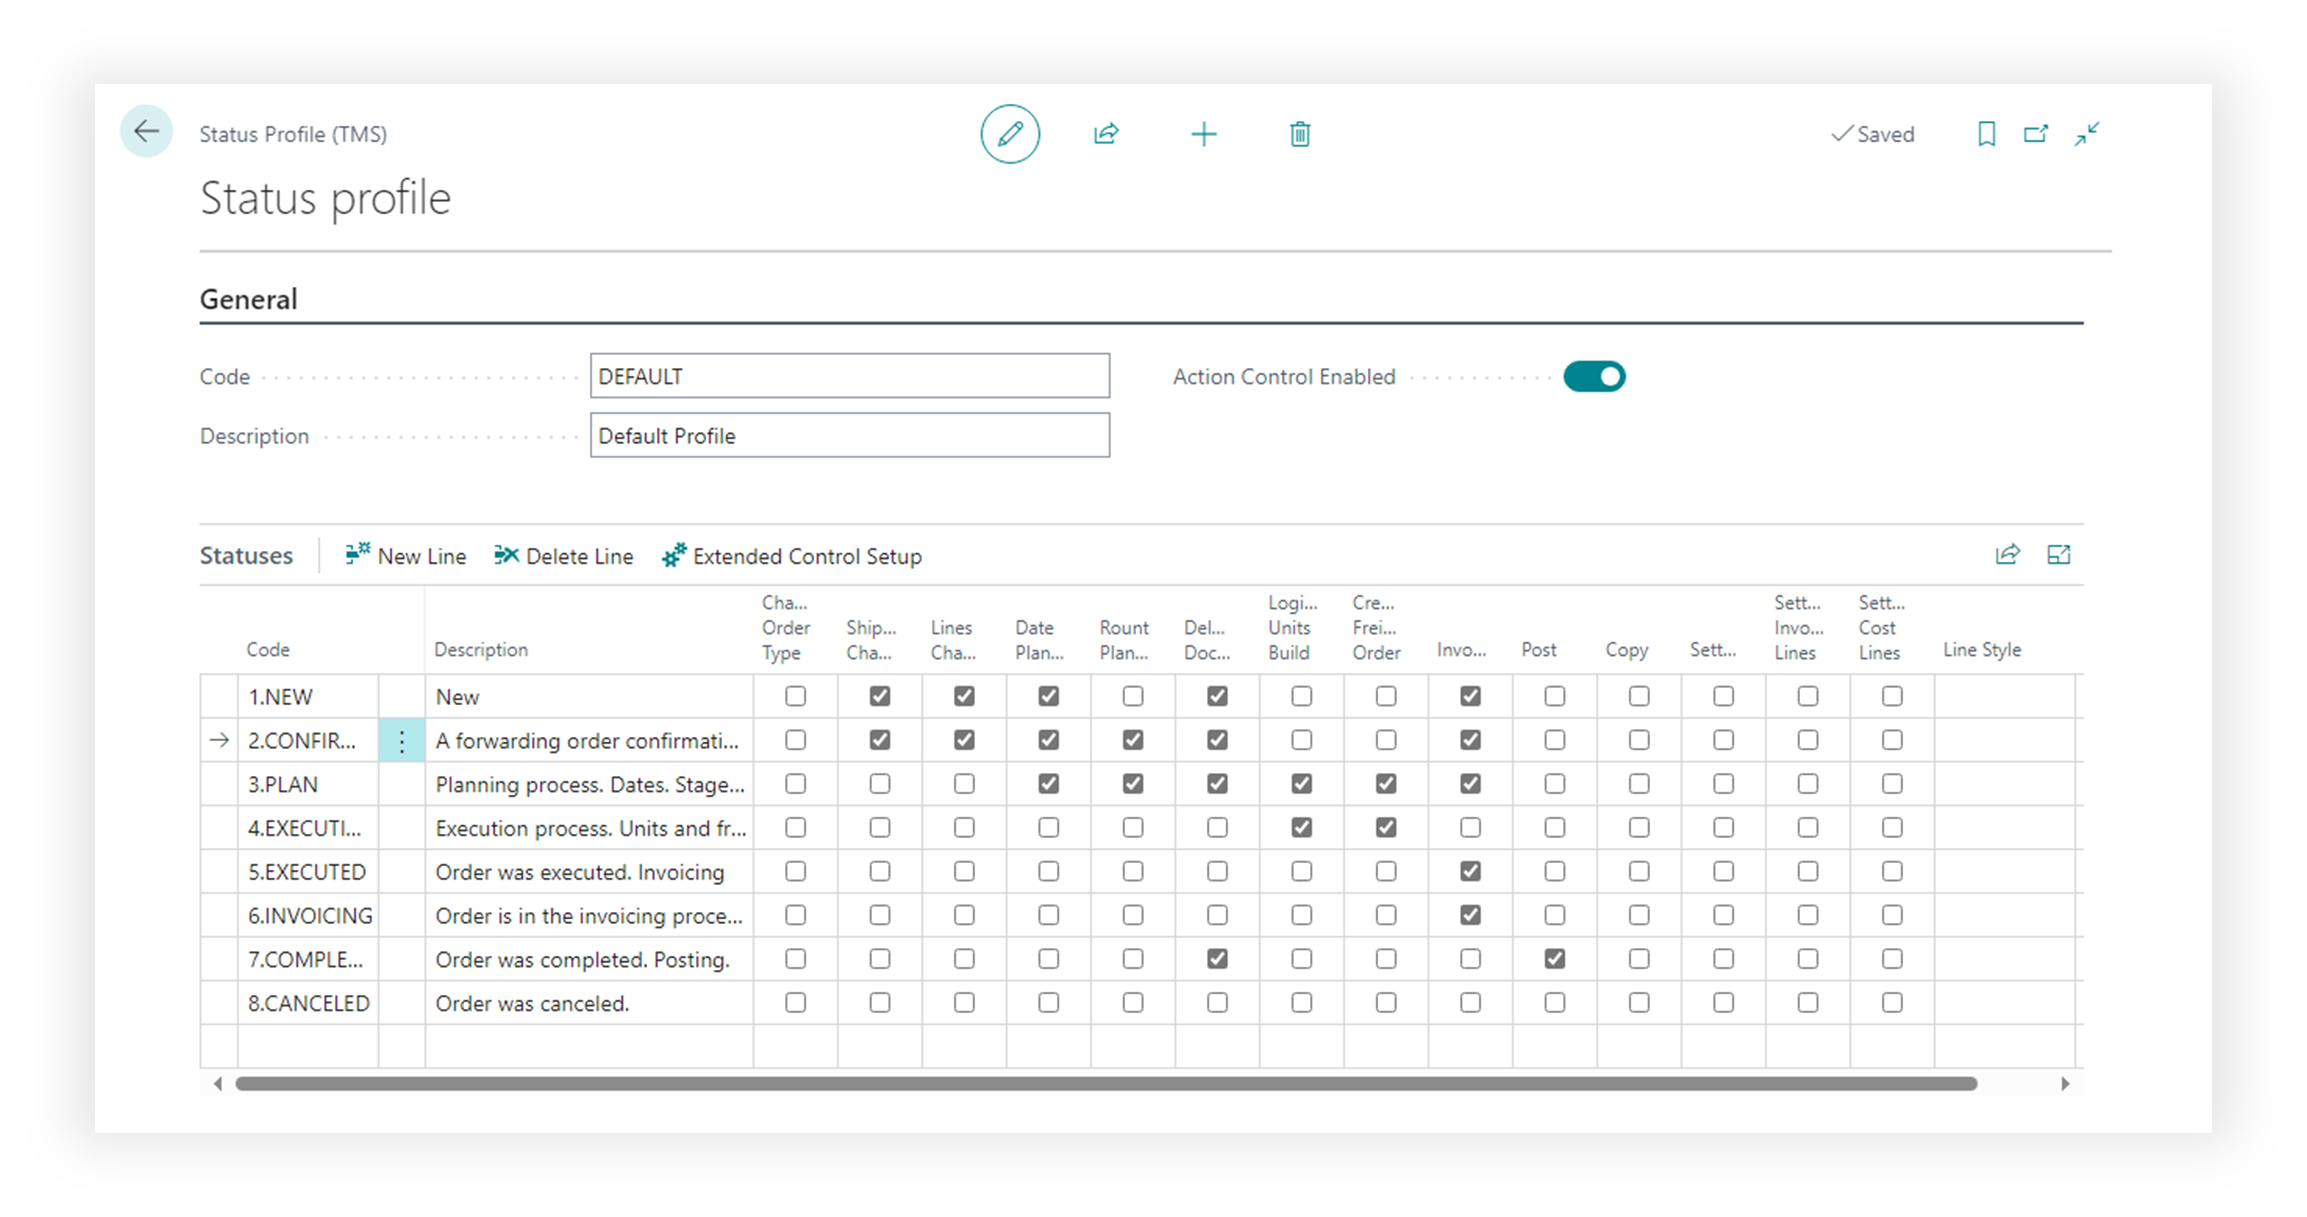 Status Profile (TMS)
Saved
Status profile
General
Code
DEFAULT
Action Control Enabled
Description
Default Profile
Statuses
New Line
Delete Line
Extended Control Setup
Code
Description
Cha... Order Type
Ship... Cha...
Lines Cha...
Date Plan...
Rount Plan...
Del... Doc...
Logi... Units Build
Cre... Frei... Order
Invo...
Post
Copy
Sett...
Sett... Invo... Lines
Sett... Cost Lines
Line Style
1.NEW New
2.CONFIR... A forwarding order confirmati...
3.PLAN Planning process. Dates. Stage...
4.EXECUTI... Execution process. Units and fr...
5.EXECUTED Order was executed. Invoicing
6.INVOICING Order is in the invoicing proce...
7.COMPLE... Order was completed. Posting.
8.CANCELED Order was canceled.